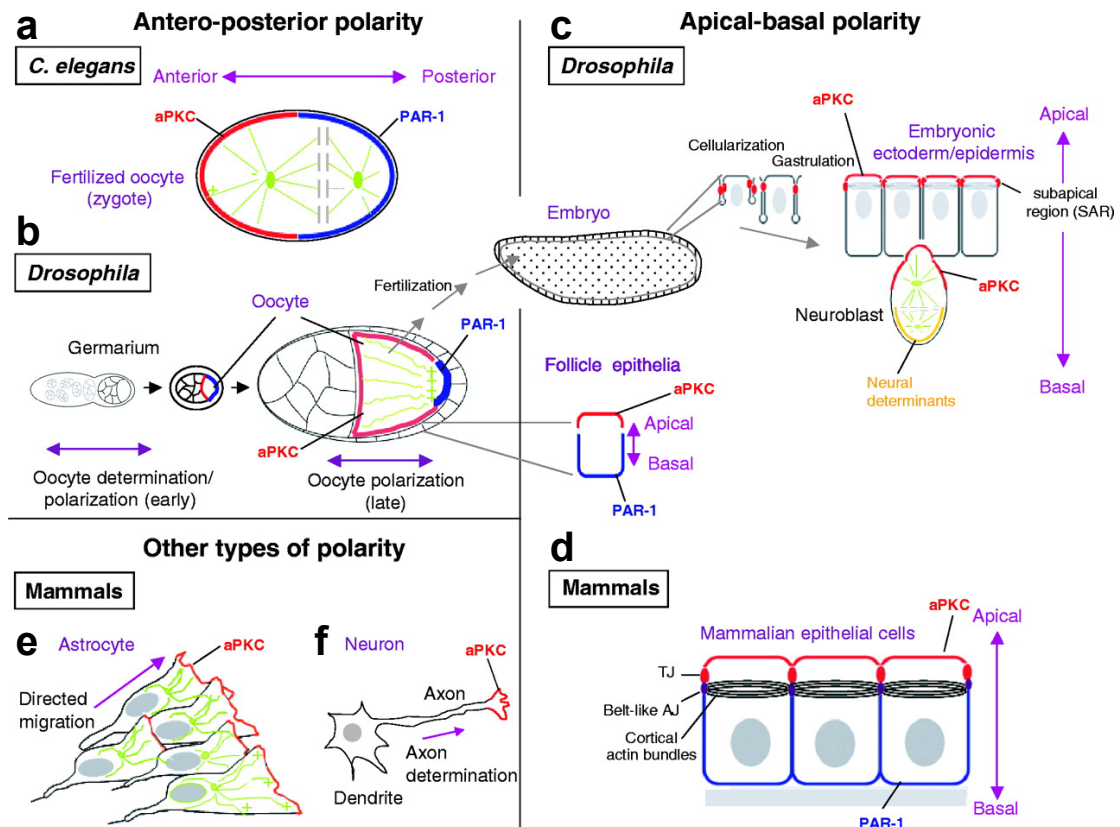 a
Antero-posterior polarity
C. elegans
Anterior
Posterior
aPKC
PAR-1
Fertilized oocyte
(zygote)
-
+
b
Drosophila
Oocyte
Fertilization
PAR-1
Germarium
aPKC
Oocyte determination/
polarization (early)
Oocyte polarization
(late)
c
Apical-basal polarity
Drosophila
aPKC
Apical
Cellularization
Gastrulation
Embryonic
ectoderm/epidermis
subapical
region (SAR)
Embryo
aPKC
Neuroblast
Neural
determinants
Basal
Follicle epithelia
aPKC
Apical
Basal
PAR-1
Other types of polarity
Mammals
e
Astrocyte
aPKC
Directed
migration
f
Neuron
aPKC
Axon
Axon
determination
Dendrite
d
Mammals
aPKC
Apical
Mammalian epithelial cells
TJ
Belt-like AJ
Cortical
actin bundles
PAR-1
Basal